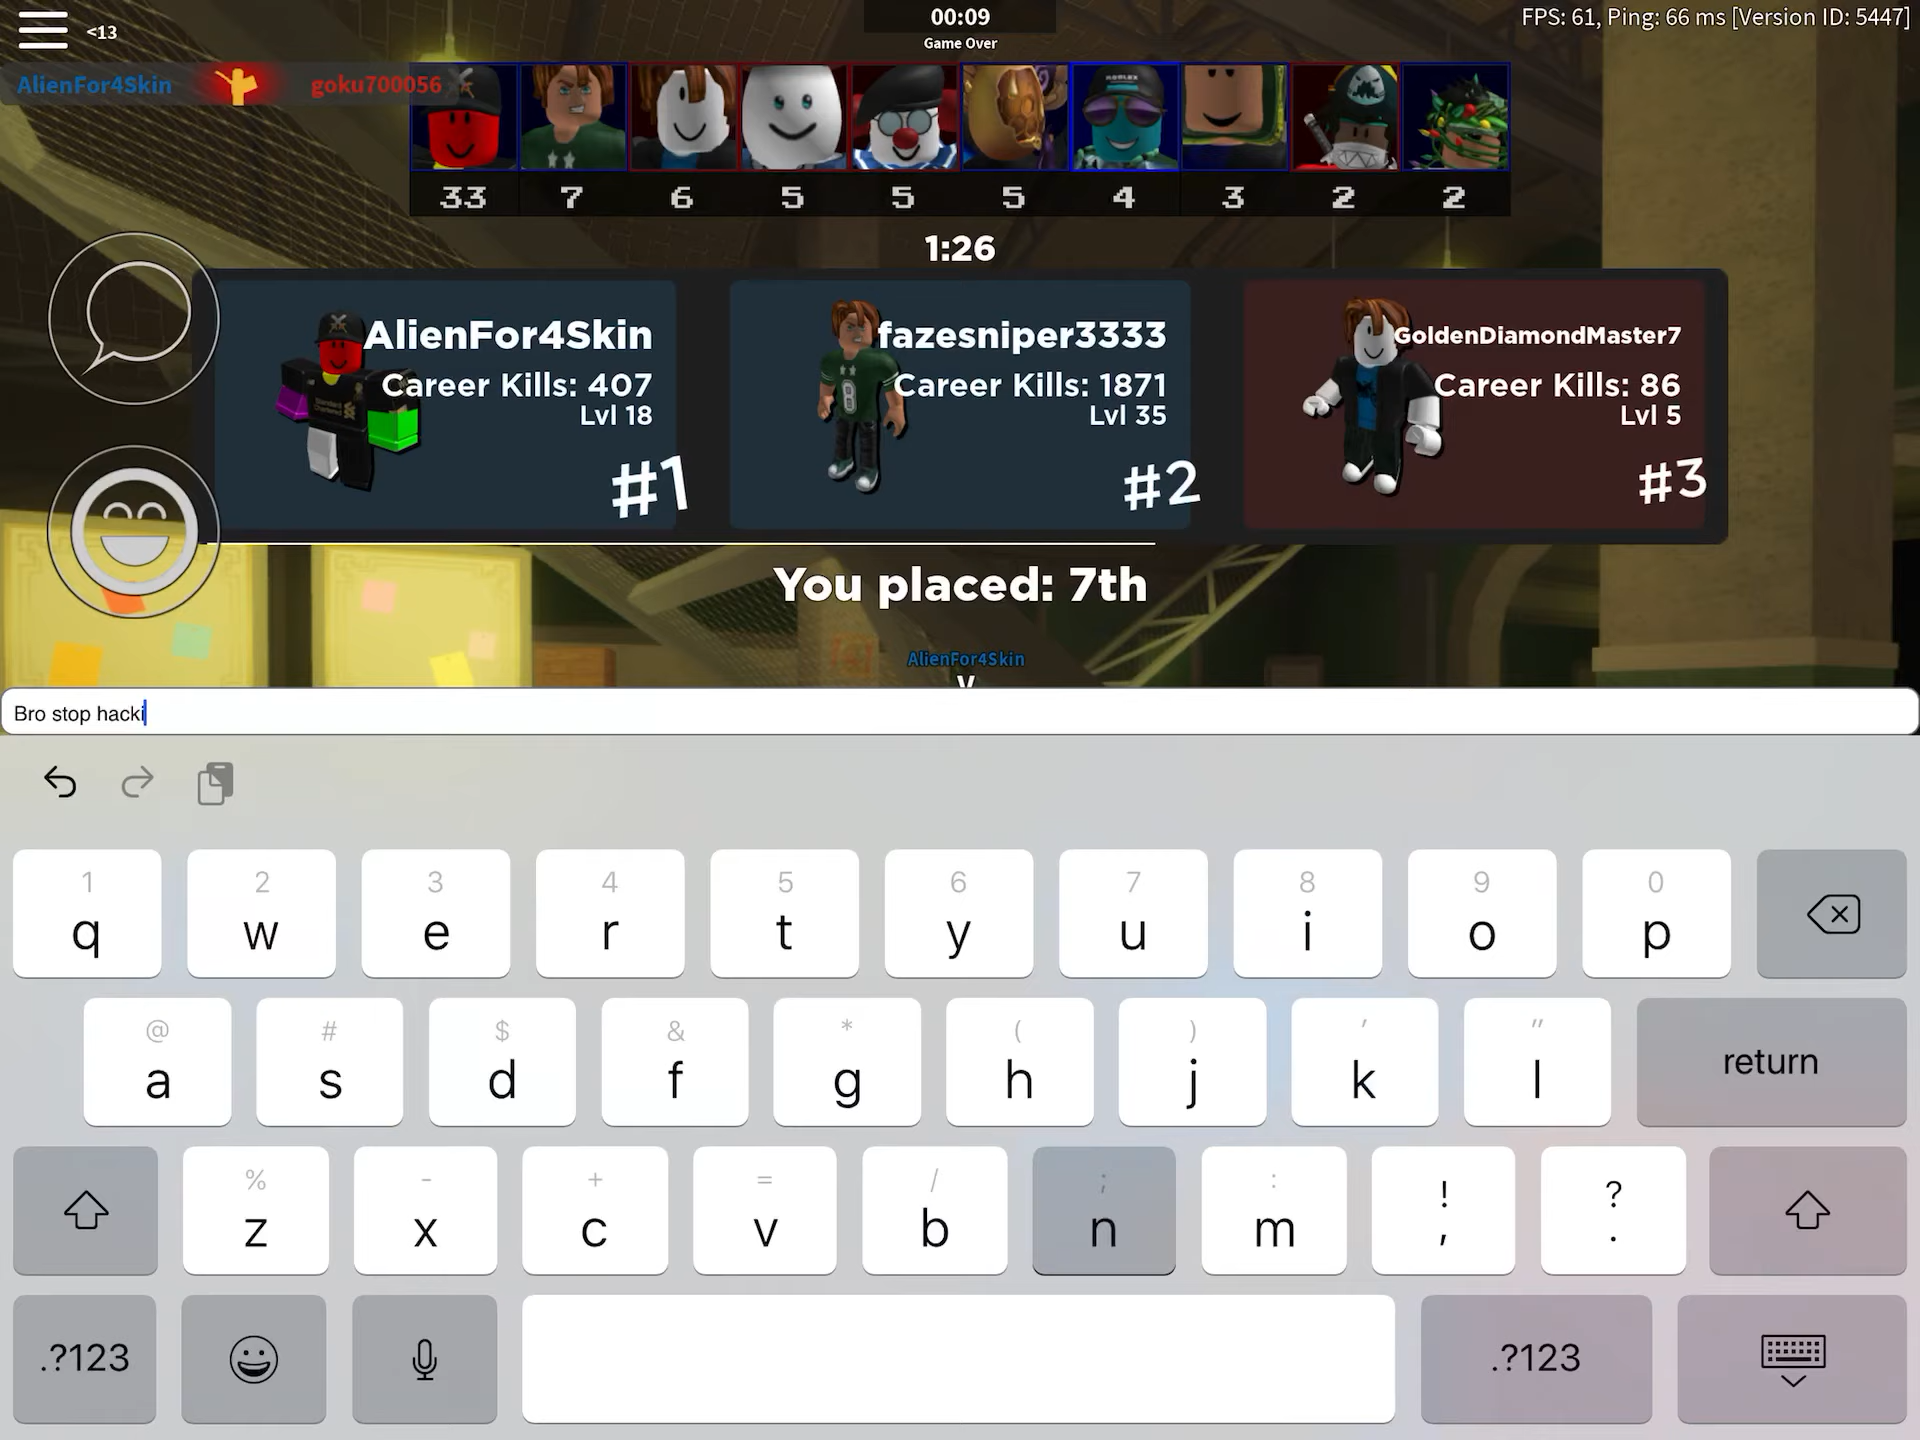 <13
00:09
Game Over
FPS: 61, Ping: 66 ms [Version ID: 5447]
AlienFor4Skin goku700056
ROBLOX
33 7 6 5 5 5 4 3 2 2
1:26
AlienFor4Skin
Career Kills: 407
Lvl 18
#1
fazesniper3333
Career Kills: 1871
Lvl 35
#2
GoldenDiamondMaster7
Career Kills: 86
Lvl 5
#3
You placed: 7th
AlienFor4Skin
V
Bro stop hacki
1 2 3 4 5 6 7 8 9 0
q w e r t y u i o p
@ # $ & * ( ) ' "
a s d f g h j k l return
% - + = / ; : ! ?
z x c v b n m , .
.?123 .?123